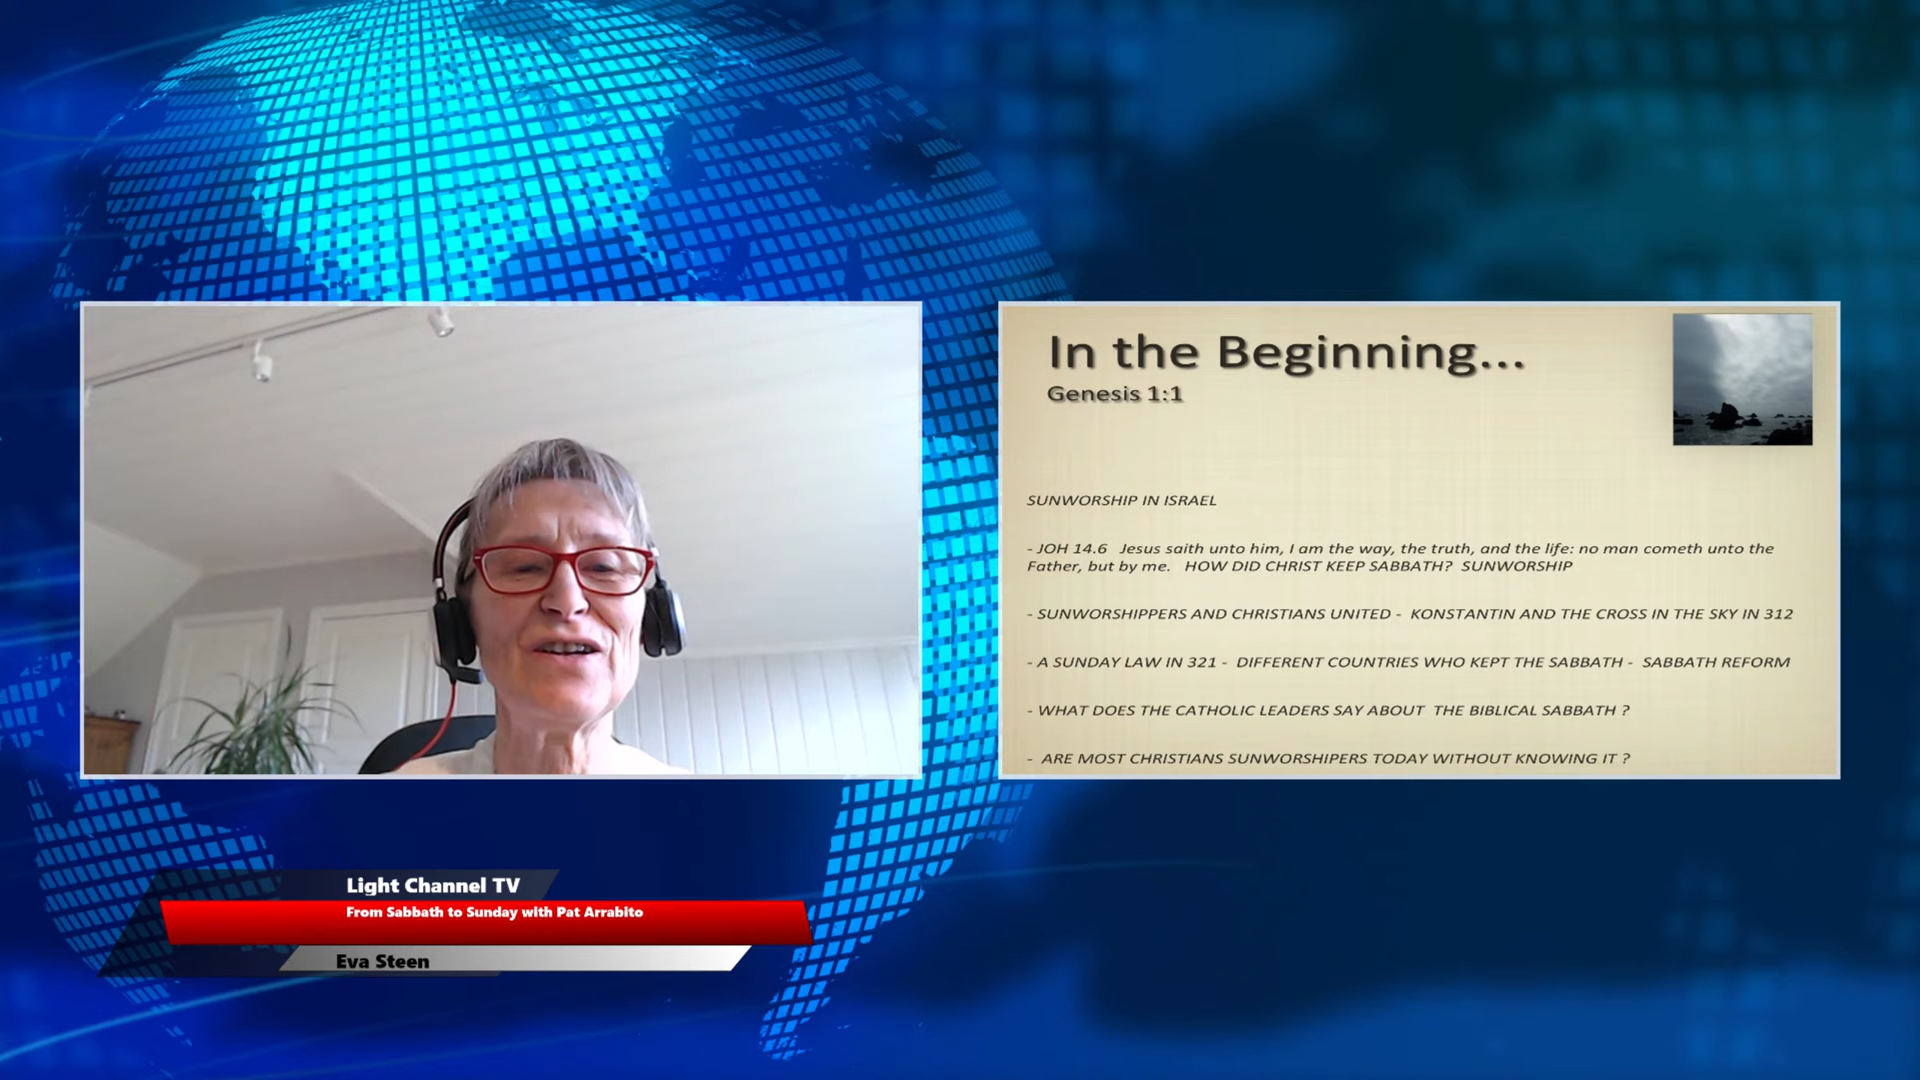 In the Beginning...
Genesis 1:1
SUNWORSHIP IN ISRAEL
- JOH 14.6 Jesus saith unto him, I am the way, the truth, and the life: no man cometh unto the
Father, but by me. HOW DID CHRIST KEEP SABBATH? SUNWORSHIP
- SUNWORSHIPPERS AND CHRISTIANS UNITED - KONSTANTIN AND THE CROSS IN THE SKY IN 312
- A SUNDAY LAW IN 321 - DIFFERENT COUNTRIES WHO KEPT THE SABBATH - SABBATH REFORM
- WHAT DOES THE CATHOLIC LEADERS SAY ABOUT THE BIBLICAL SABBATH ?
- ARE MOST CHRISTIANS SUNWORSHIPERS TODAY WITHOUT KNOWING IT ?
Light Channel TV
From Sabbath to Sunday with Pat Arrabito
Eva Steen